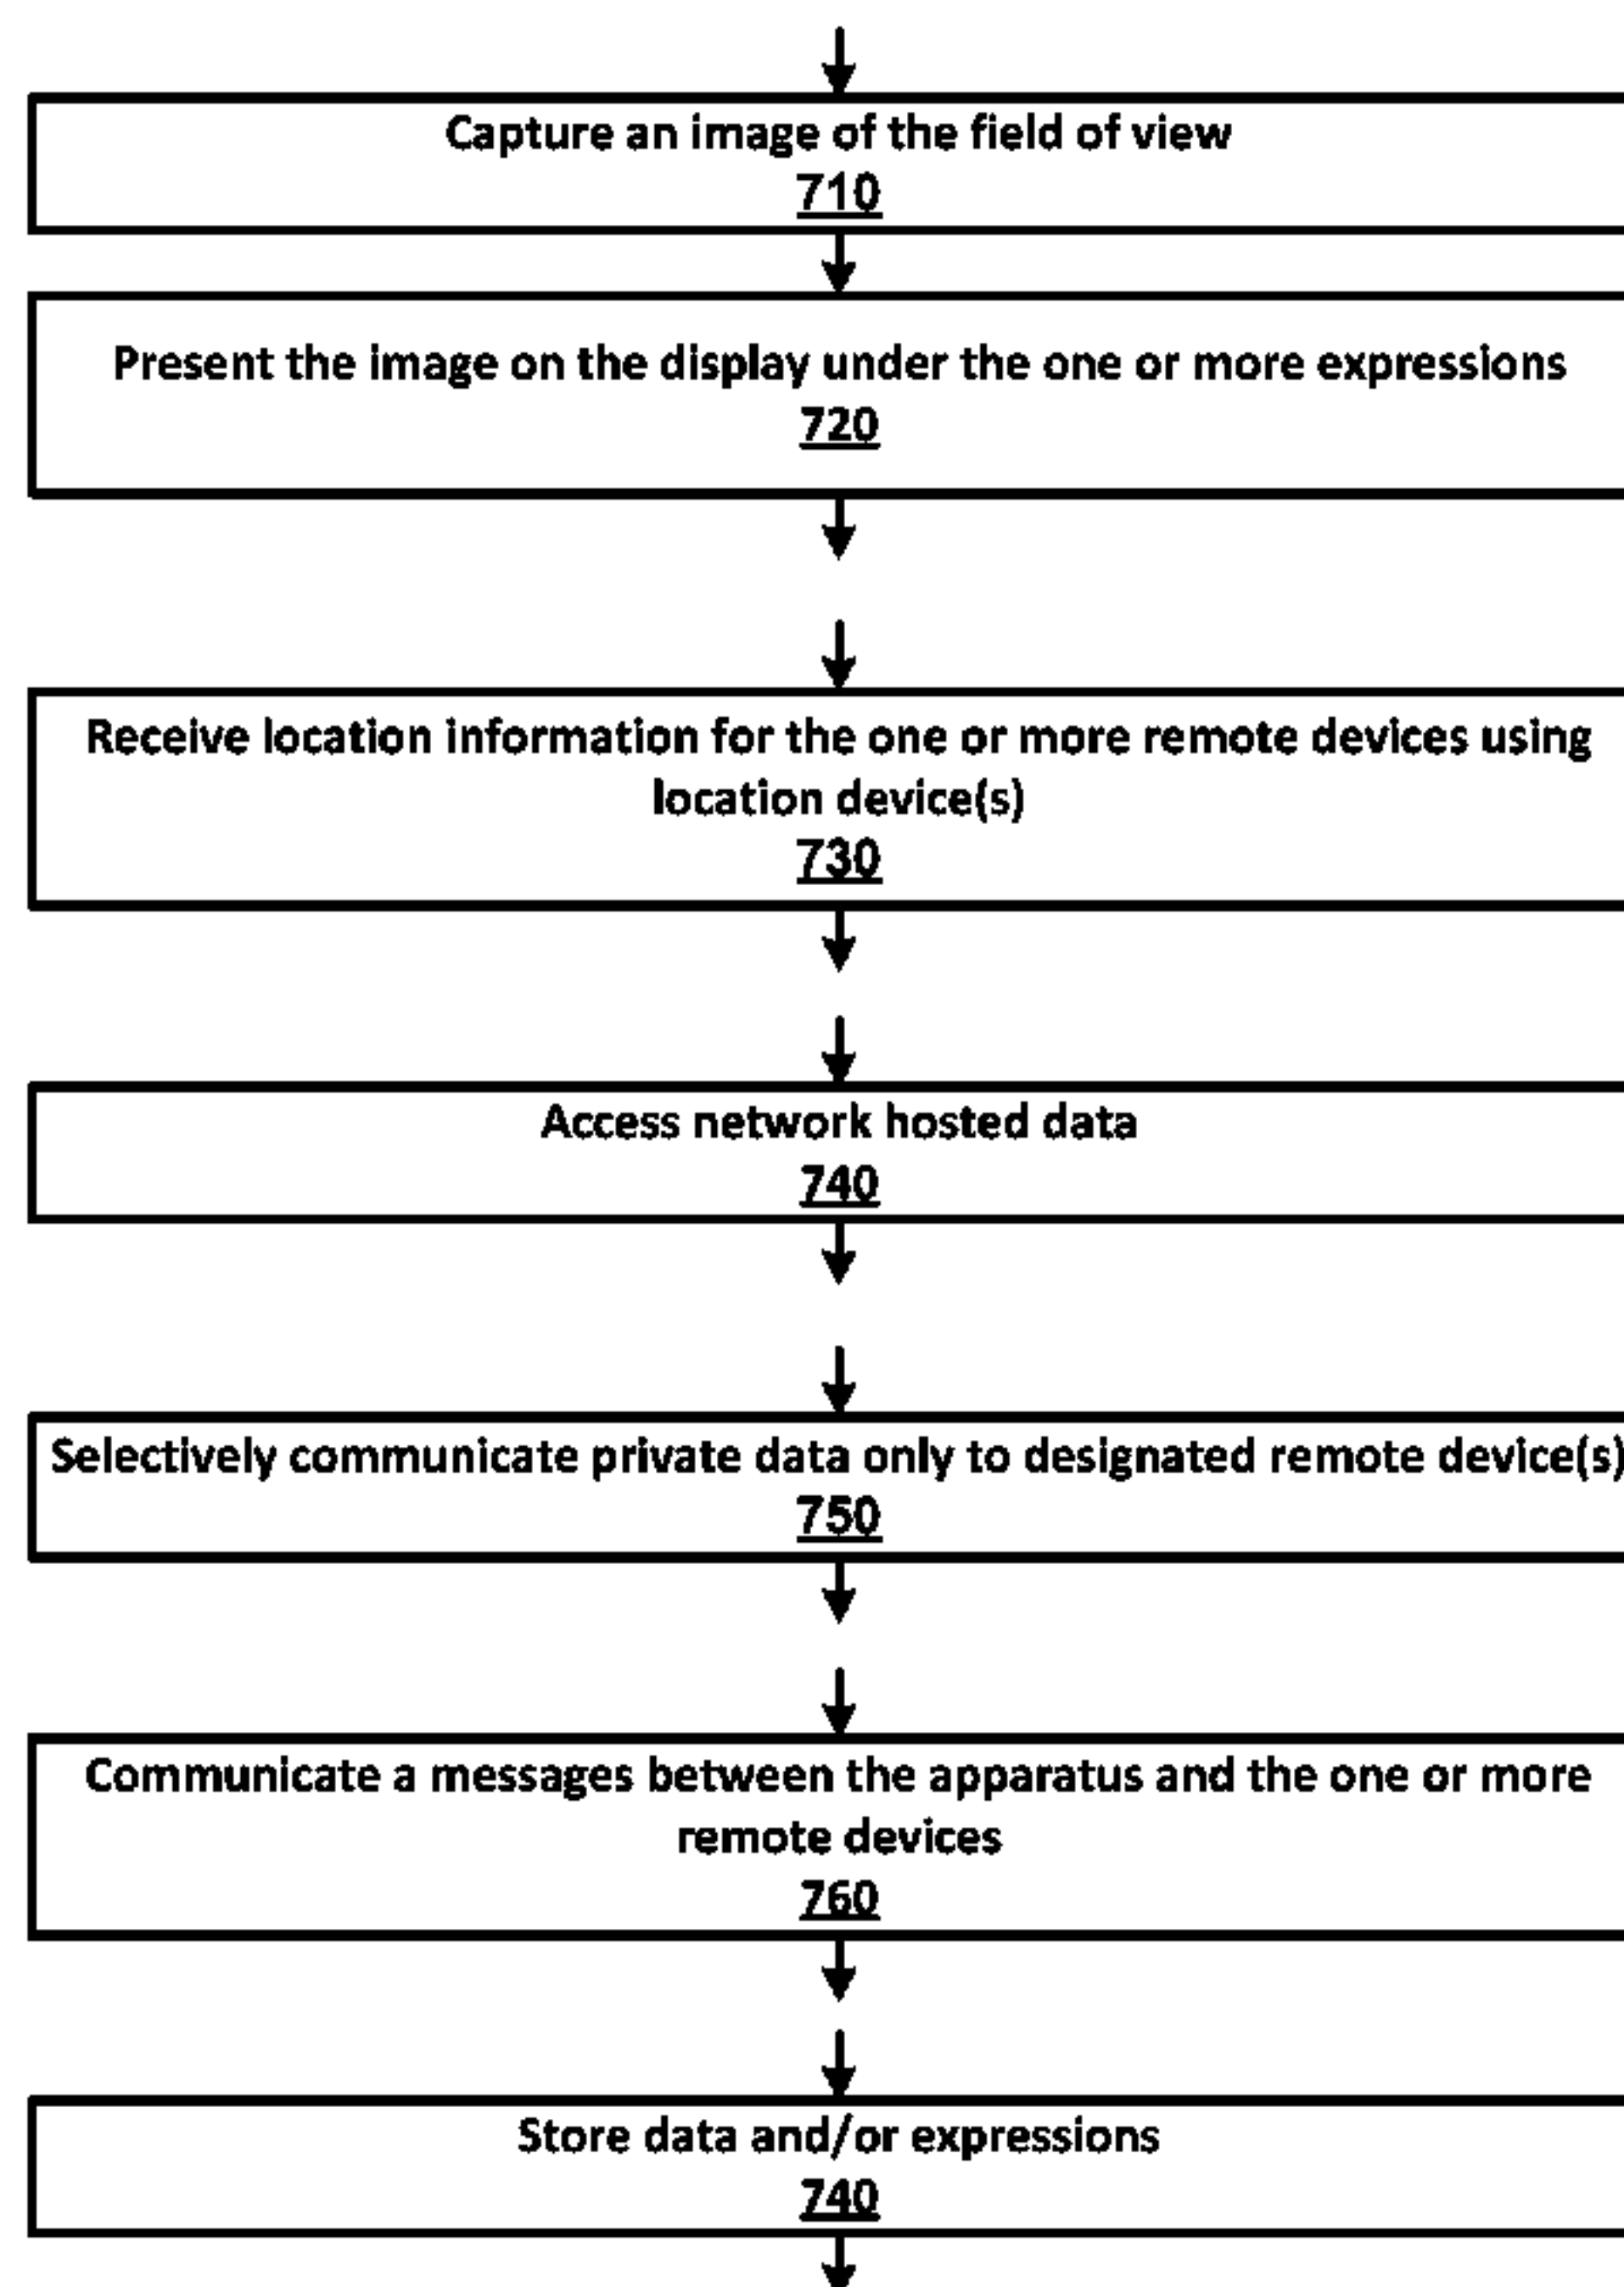 Capture an image of the field of view
710
Present the image on the display under the one or more expressions
720
Receive location information for the one or more remote devices using
location device(s)
730
Access network hosted data
740
Selectively communicate private data only to designated remote device(s)
750
Communicate a messages between the apparatus and the one or more
remote devices
760
Store data and/or expressions
740